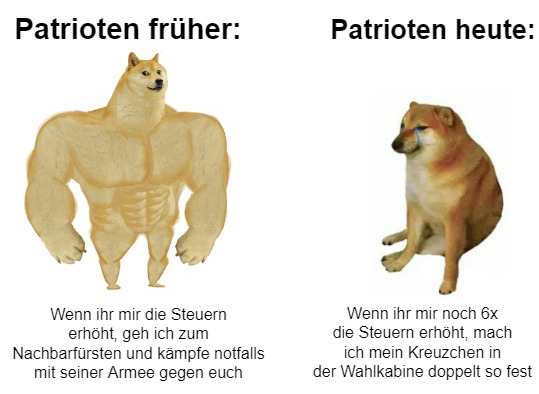 Patrioten früher:
Patrioten heute:
Wenn ihr mir die Steuern
erhöht, geh ich zum
Nachbarfürsten und kämpfe notfalls
mit seiner Armee gegen euch
Wenn ihr mir noch 6x
die Steuern erhöht, mach
ich mein Kreuzchen in
der Wahlkabine doppelt so fest